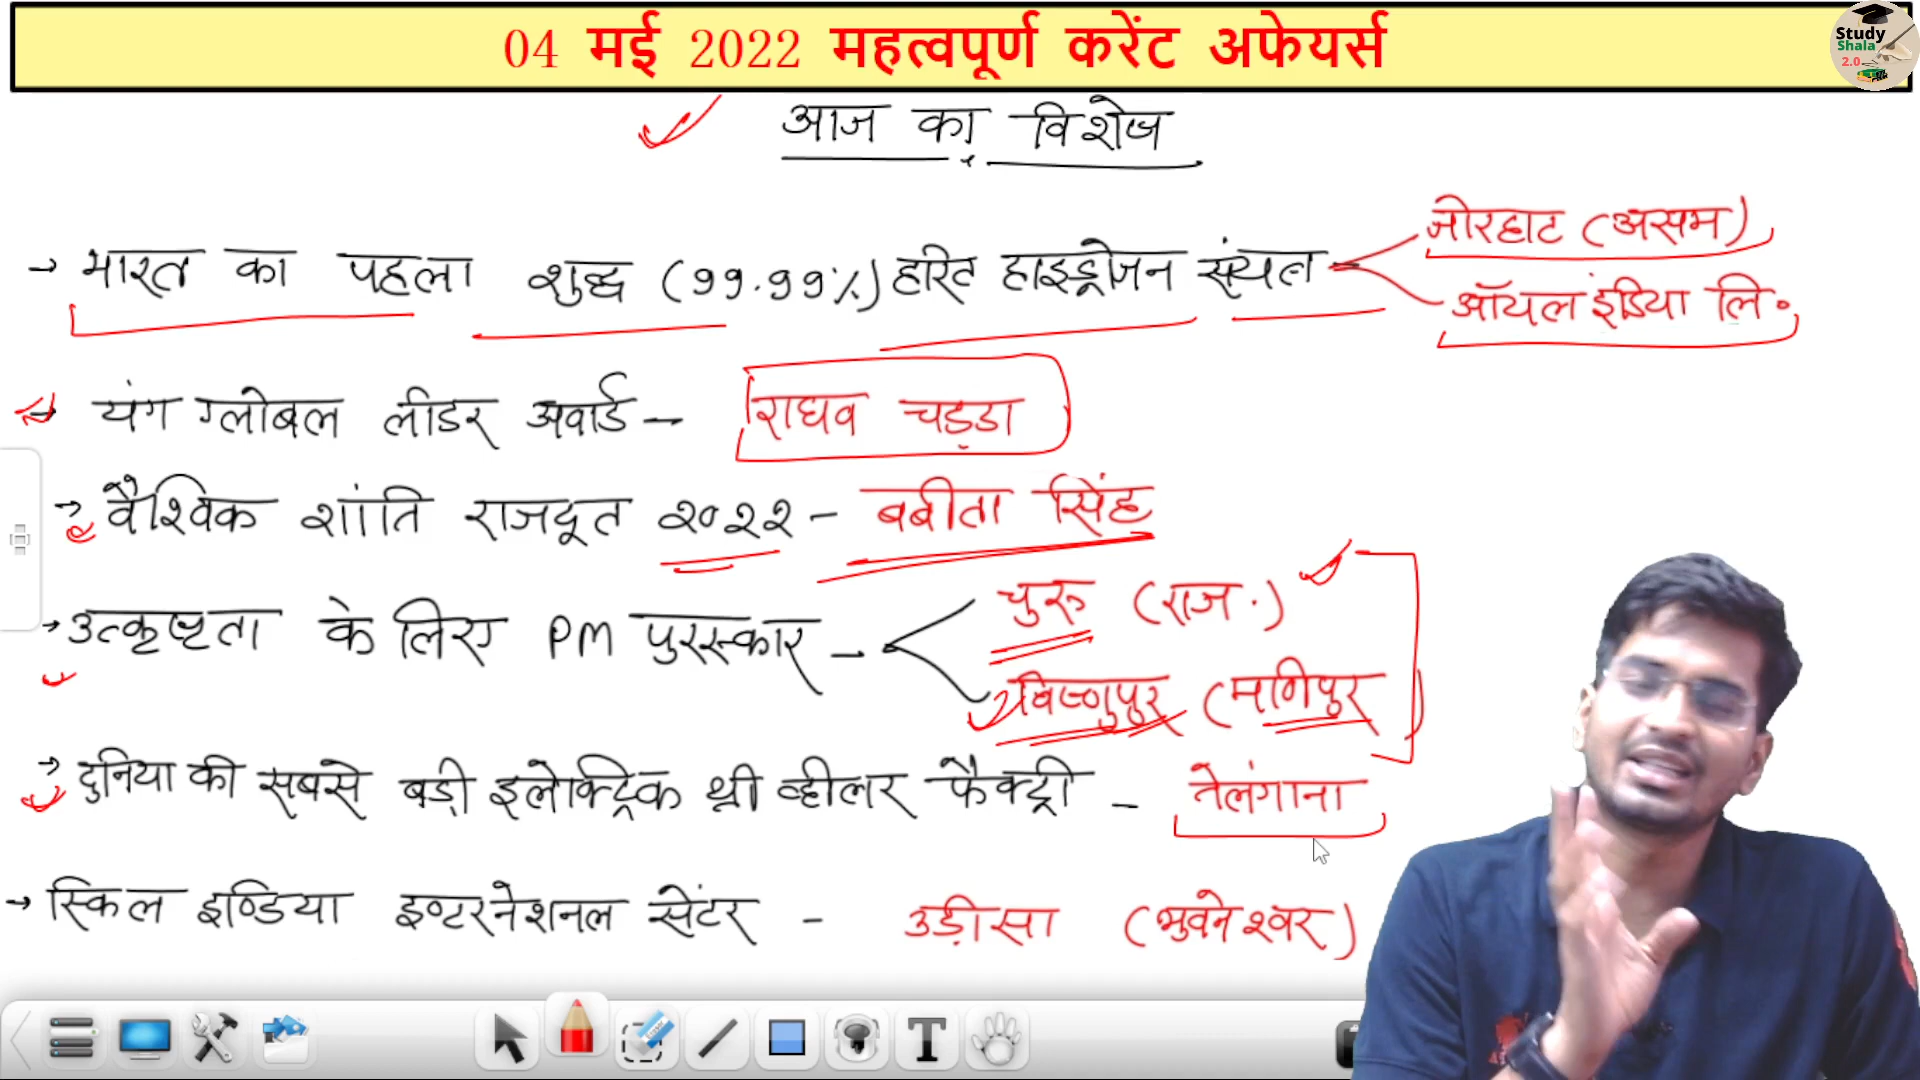 04 मई 2022 महत्वपूर्ण करेंट अफेयर्स
Study
Shala
2.0
आज का विशेष
→ भारत का पहला शुद्ध (99.99%) हरित हाइड्रोजन संयत्न
जोरहाट (असम)
ऑयल इंडिया लि॰
→ यंग ग्लोबल लीडर अवार्ड - राघव चड़्डा
→ वैश्विक शांति राजदूत २०२२ - बबीता सिंह
→ उत्कृष्टता के लिए PM पुरस्कार -
चुरू (राज.)
विष्णुपुर (मणिपुर)
→ दुनिया की सबसे बड़ी इलेक्ट्रिक थ्री व्हीलर फैक्ट्री - तेलंगाना
→ स्किल इण्डिया इण्टरनेशनल सेंटर - उड़ीसा (भुवनेश्वर)
T